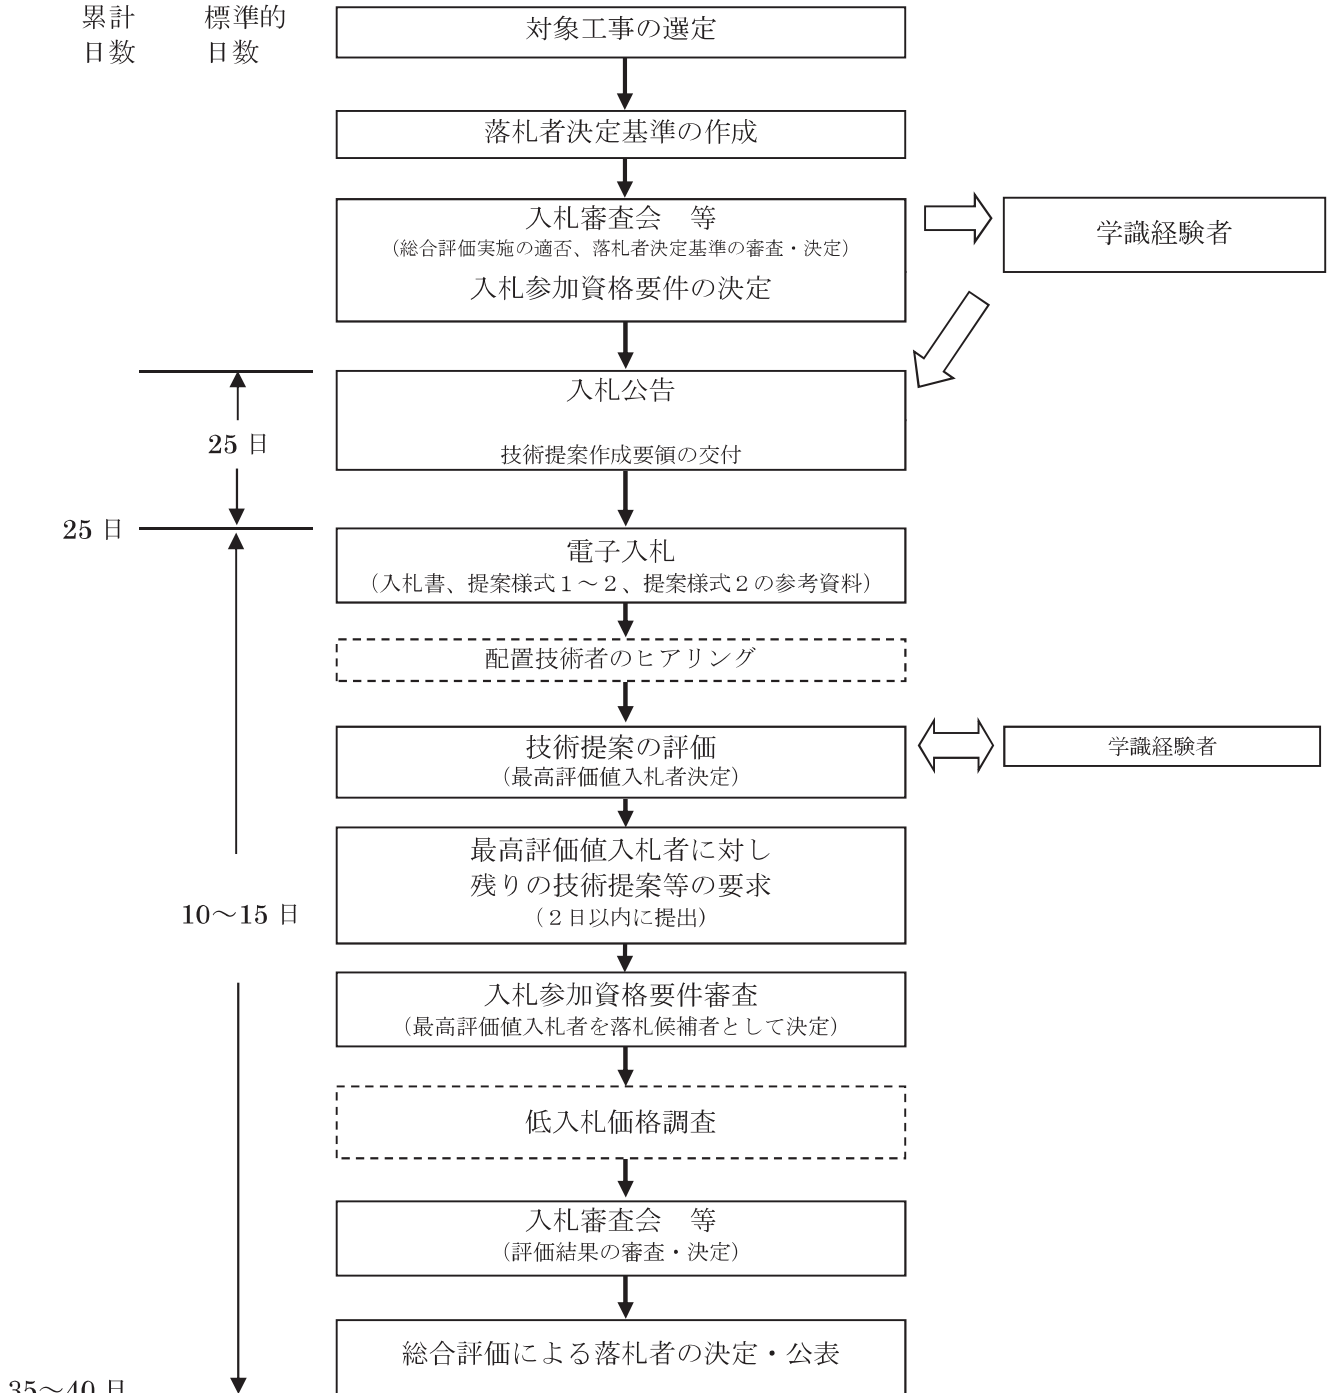 累計
日数
標準的
日数
対象工事の選定
落札者決定基準の作成
入札審査会　等
（総合評価実施の適否、落札者決定基準の審査・決定）
入札参加資格要件の決定
学識経験者
入札公告
技術提案作成要領の交付
25 日
25 日
電子入札
（入札書、提案様式１～２、提案様式２の参考資料）
配置技術者のヒアリング
技術提案の評価
（最高評価値入札者決定）
学識経験者
最高評価値入札者に対し
残りの技術提案等の要求
（２日以内に提出）
10～15 日
入札参加資格要件審査
（最高評価値入札者を落札候補者として決定）
低入札価格調査
入札審査会　等
（評価結果の審査・決定）
総合評価による落札者の決定・公表
35～40 日